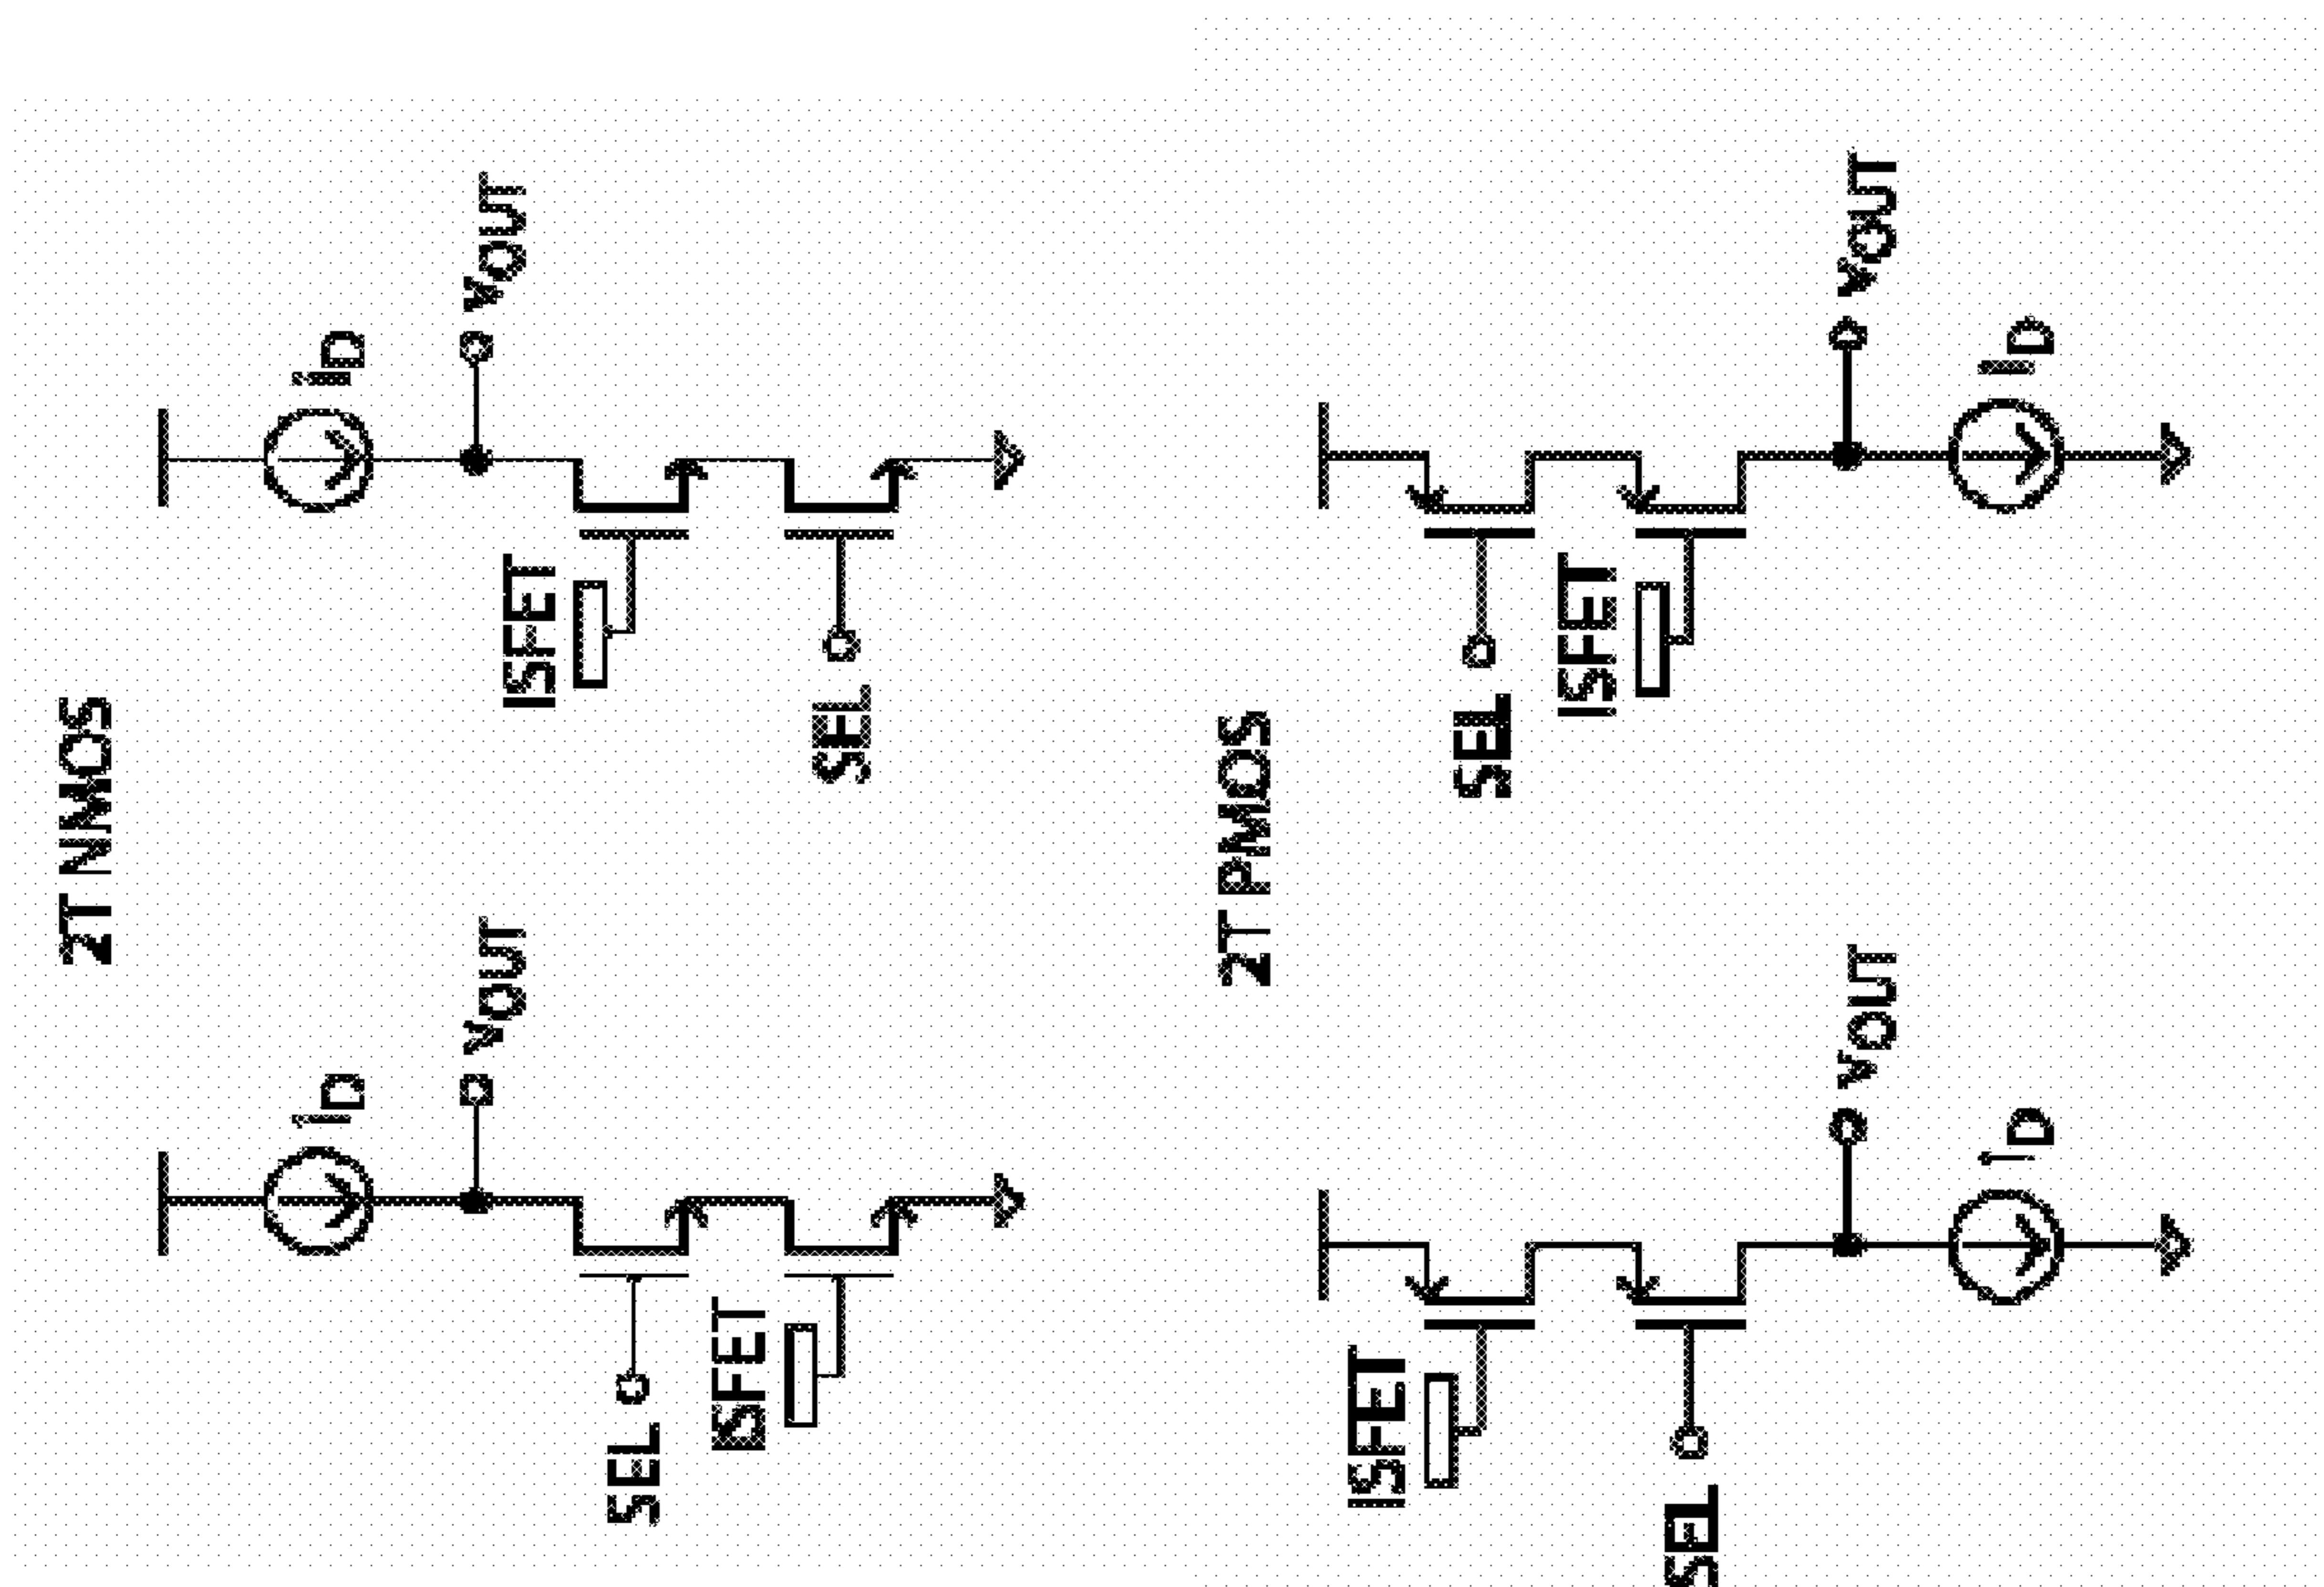 2T NMOS
iD
vOUT
SEL
ISFET
iD
vOUT
ISFET
SEL
2T PMOS
ISFET
SEL
vOUT
iD
SEL
ISFET
vOUT
iD